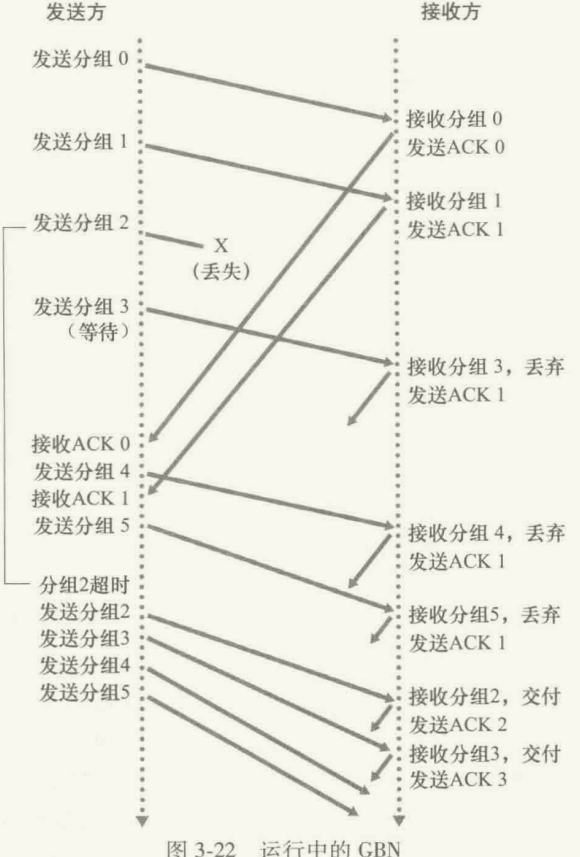 发送方
接收方
发送分组 0
接收分组 0
发送ACK 0
发送分组 1
接收分组 1
发送ACK 1
发送分组 2
X
(丢失)
发送分组 3
(等待)
接收分组 3，丢弃
发送ACK 1
接收ACK 0
发送分组 4
接收ACK 1
发送分组 5
接收分组 4，丢弃
发送ACK 1
分组2超时
发送分组2
发送分组3
发送分组4
发送分组5
接收分组5，丢弃
发送ACK 1
接收分组2，交付
发送ACK 2
接收分组3，交付
发送ACK 3
图 3-22 运行中的 GBN